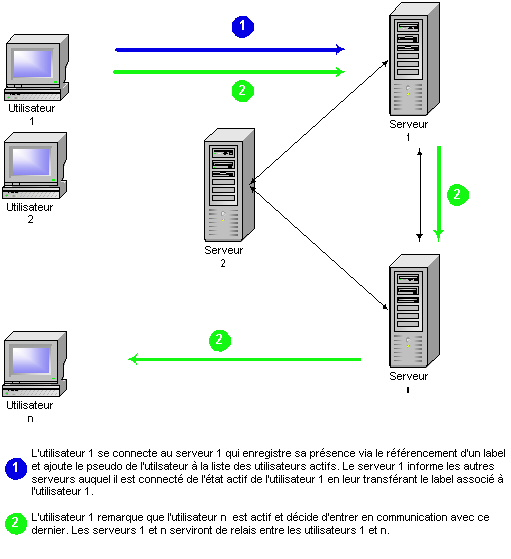 1
2
Utilisateur
1
Serveur
1
Utilisateur
2
2
Serveur
2
2
Serveur
n
Utilisateur
n
1
L'utilisateur 1 se connecte au serveur 1 qui enregistre sa présence via le référencement d'un label
et ajoute le pseudo de l'utilsateur à la liste des utilisateurs actifs. Le serveur 1 informe les autres
serveurs auquel il est connecté de l'état actif de l'utilisateur 1 en leur transférant le label associé à
l'utilisateur 1.
2
L'utilisateur 1 remarque que l'utilisateur n est actif et décide d'entrer en communication avec ce
dernier. Les serveurs 1 et n serviront de relais entre les utilisateurs 1 et n.